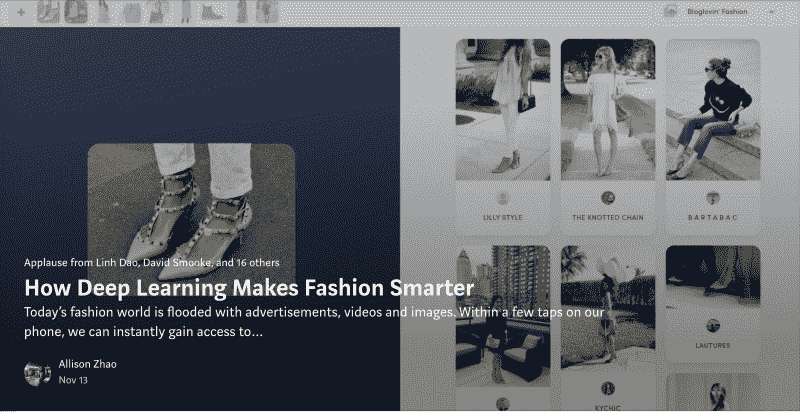 +
Bloglovin' Fashion
LILLY STYLE
THE KNOTTED CHAIN
BARTABAC
Applause from Linh Dao, David Smooke, and 16 others
How Deep Learning Makes Fashion Smarter
Today's fashion world is flooded with advertisements, videos and images. Within a few taps on our
phone, we can instantly gain access to...
LAUTURES
Allison Zhao
Nov 13
KYCHIC